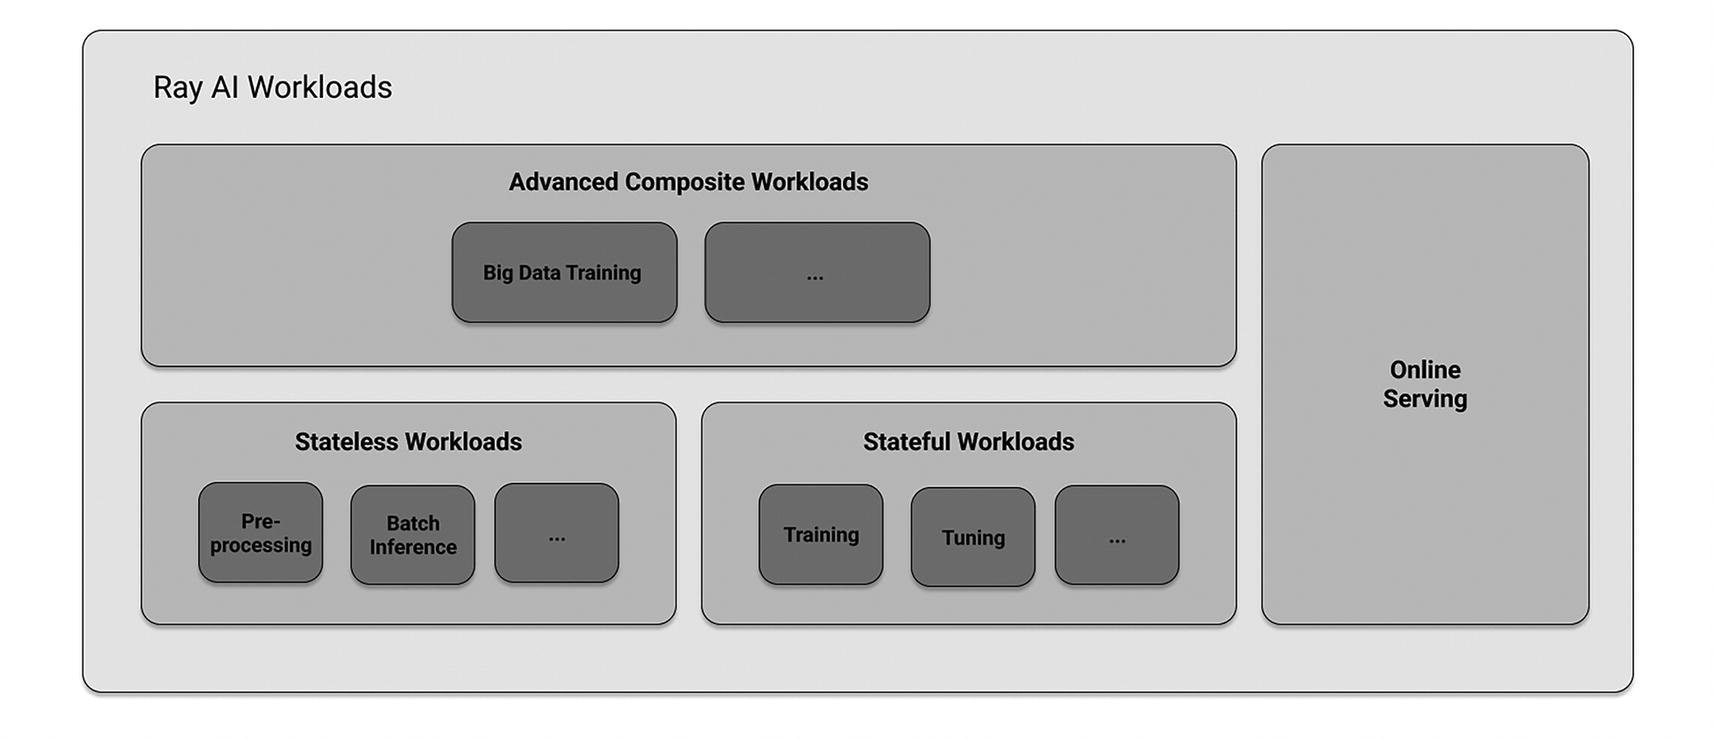 Ray AI Workloads
Advanced Composite Workloads
Big Data Training
...
Stateless Workloads
Pre-
processing
Batch
Inference
...
Stateful Workloads
Training
Tuning
...
Online
Serving